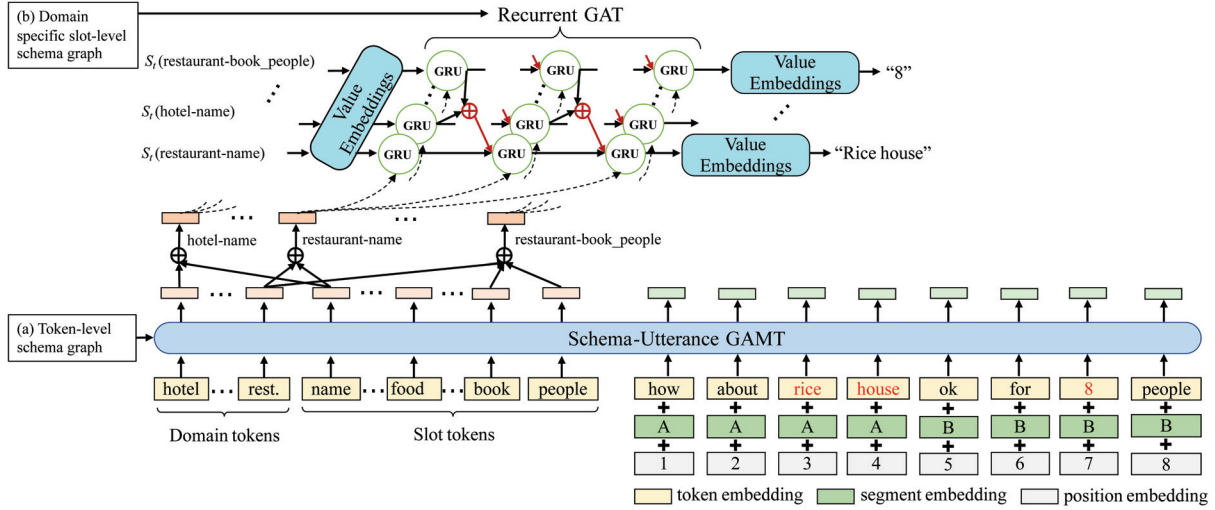 (b) Domain
specific slot-level
schema graph
Recurrent GAT
St(restaurant-book_people)
St(hotel-name)
St(restaurant-name)
Value
Embeddings
GRU GRU GRU
GRU GRU GRU
GRU GRU GRU
Value
Embeddings
"8"
Value
Embeddings
"Rice house"
...
hotel-name
restaurant-name
restaurant-book_people
(a) Token-level
schema graph
Schema-Utterance GAMT
hotel ... rest. name ... food ... book people
how about rice house ok for 8 people
+ + + + + + + +
A A A A B B B B
+ + + + + + + +
1 2 3 4 5 6 7 8
Domain tokens
Slot tokens
token embedding segment embedding position embedding